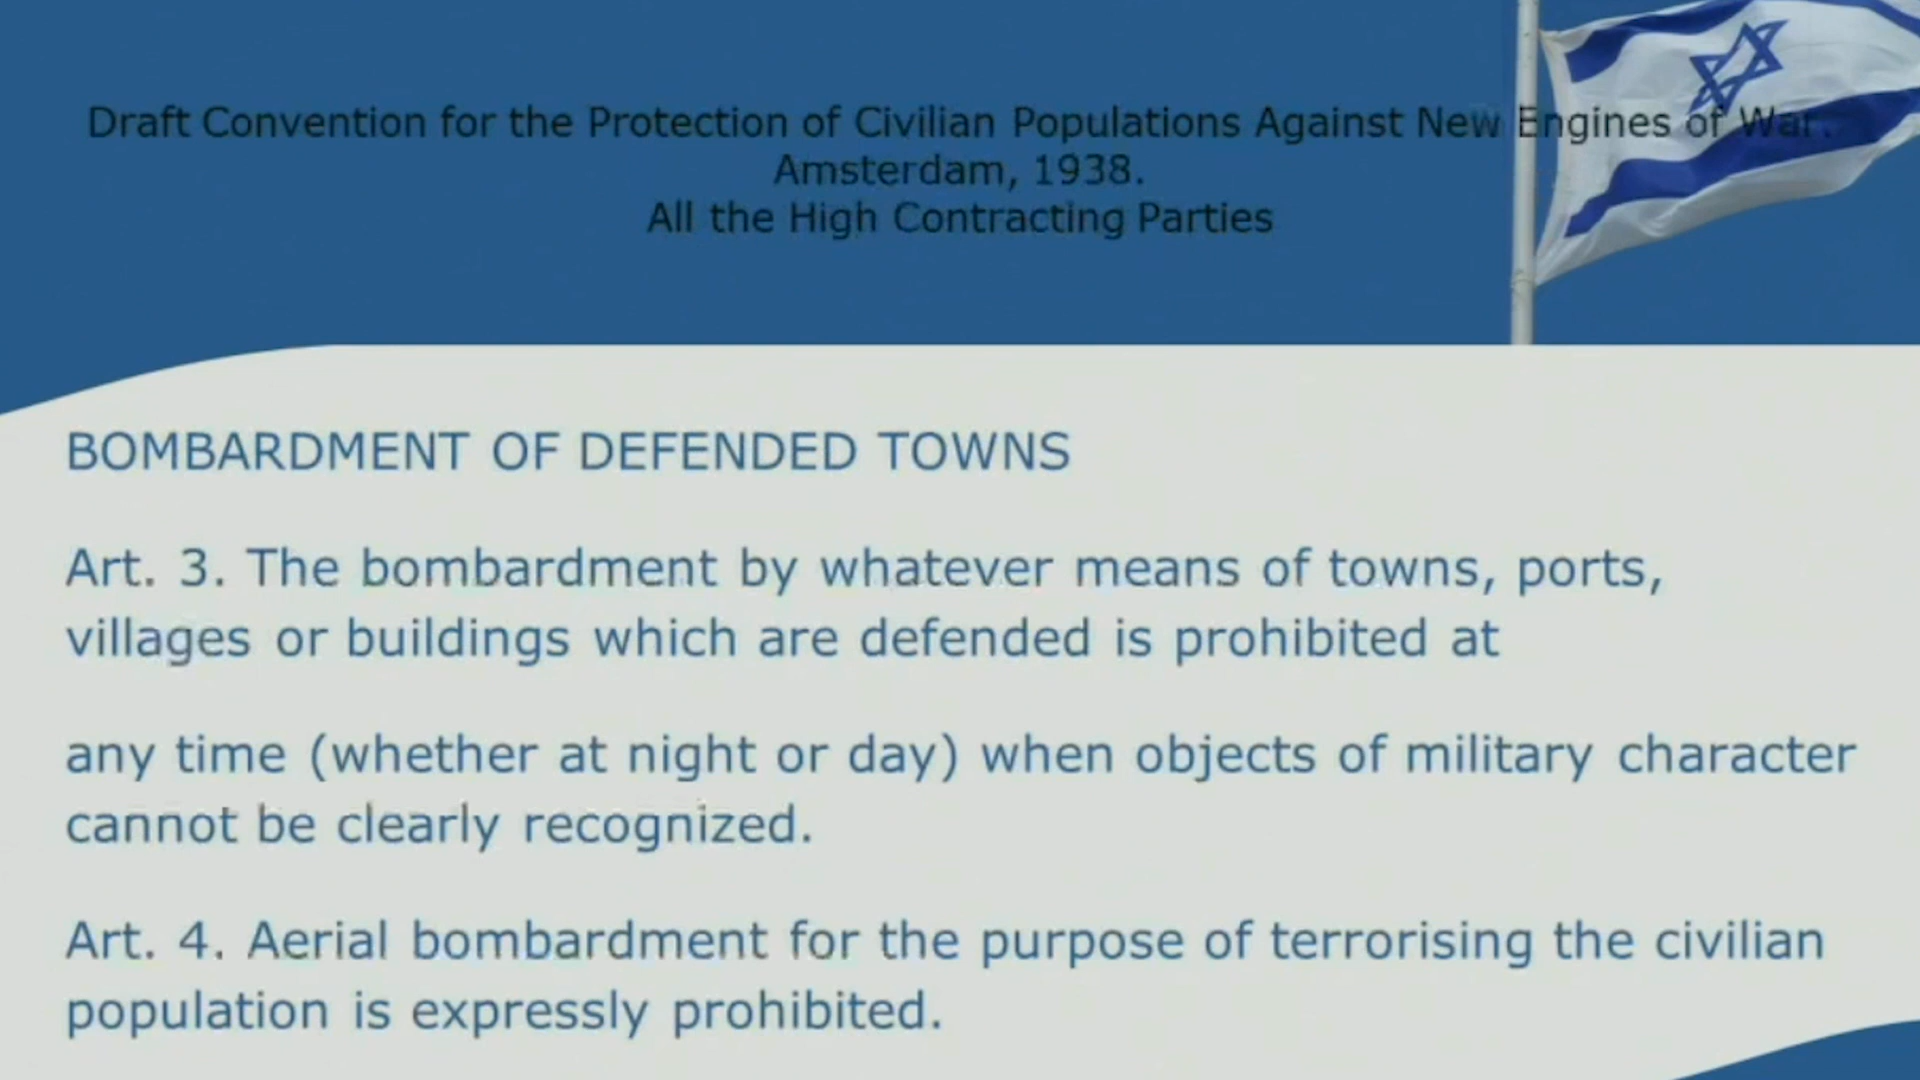 Draft Convention for the Protection of Civilian Populations Against New Engines of War.
Amsterdam, 1938.
All the High Contracting Parties
BOMBARDMENT OF DEFENDED TOWNS
Art. 3. The bombardment by whatever means of towns, ports,
villages or buildings which are defended is prohibited at
any time (whether at night or day) when objects of military character
cannot be clearly recognized.
Art. 4. Aerial bombardment for the purpose of terrorising the civilian
population is expressly prohibited.